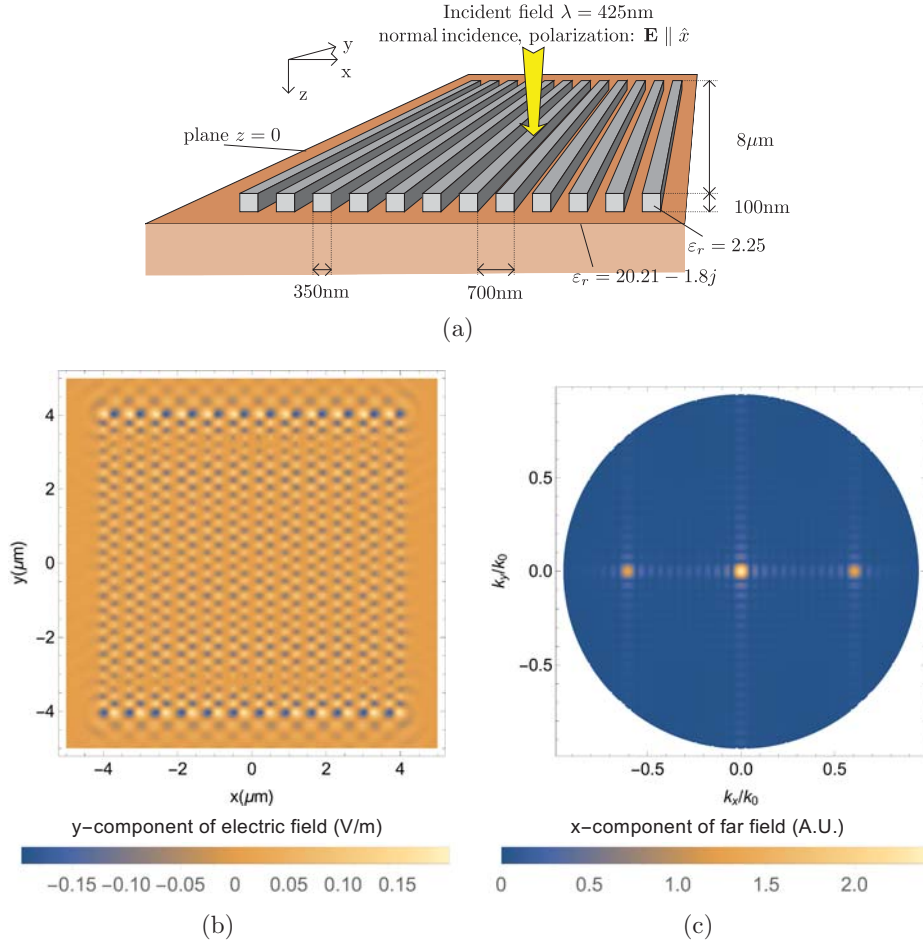 Incident field λ = 425nm
normal incidence, polarization: E ∥ x̂
y
x
z
plane z = 0
8μm
100nm
ε_r = 2.25
ε_r = 20.21 − 1.8j
350nm
700nm
(a)
4
2
0
−2
−4
y(μm)
−4 −2 0 2 4
x(μm)
y−component of electric field (V/m)
−0.15 −0.10 −0.05 0 0.05 0.10 0.15
(b)
0.5
0.0
−0.5
k_y/k_0
−0.5 0.0 0.5
k_x/k_0
x−component of far field (A.U.)
0 0.5 1.0 1.5 2.0
(c)